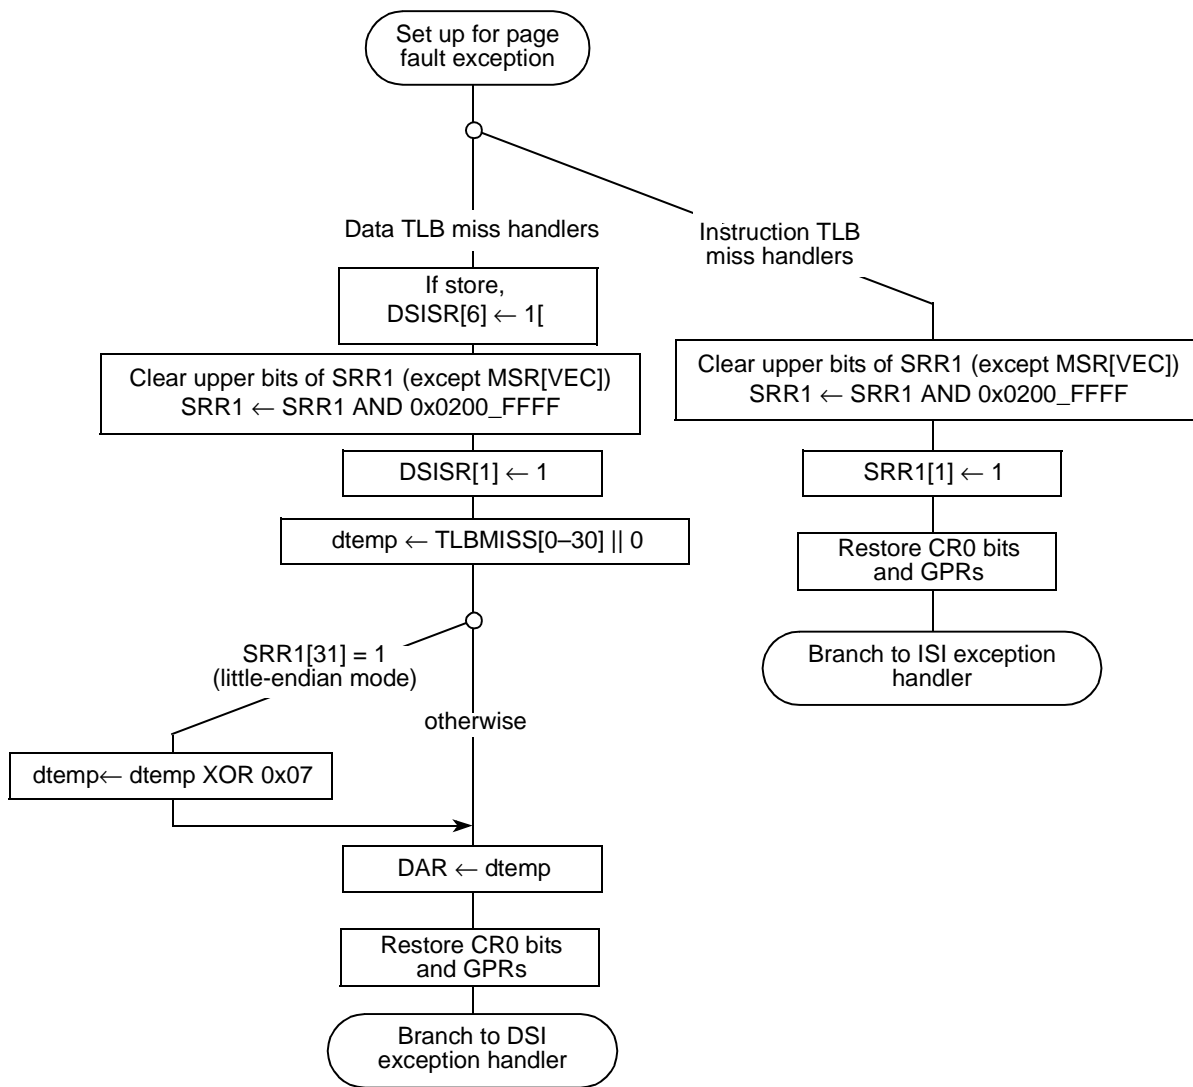 Set up for page
fault exception
Data TLB miss handlers
Instruction TLB
miss handlers
If store,
DSISR[6] ← 1[
Clear upper bits of SRR1 (except MSR[VEC])
SRR1 ← SRR1 AND 0x0200_FFFF
Clear upper bits of SRR1 (except MSR[VEC])
SRR1 ← SRR1 AND 0x0200_FFFF
DSISR[1] ← 1
SRR1[1] ← 1
dtemp ← TLBMISS[0–30] || 0
Restore CR0 bits
and GPRs
SRR1[31] = 1
(little-endian mode)
Branch to ISI exception
handler
otherwise
dtemp← dtemp XOR 0x07
DAR ← dtemp
Restore CR0 bits
and GPRs
Branch to DSI
exception handler